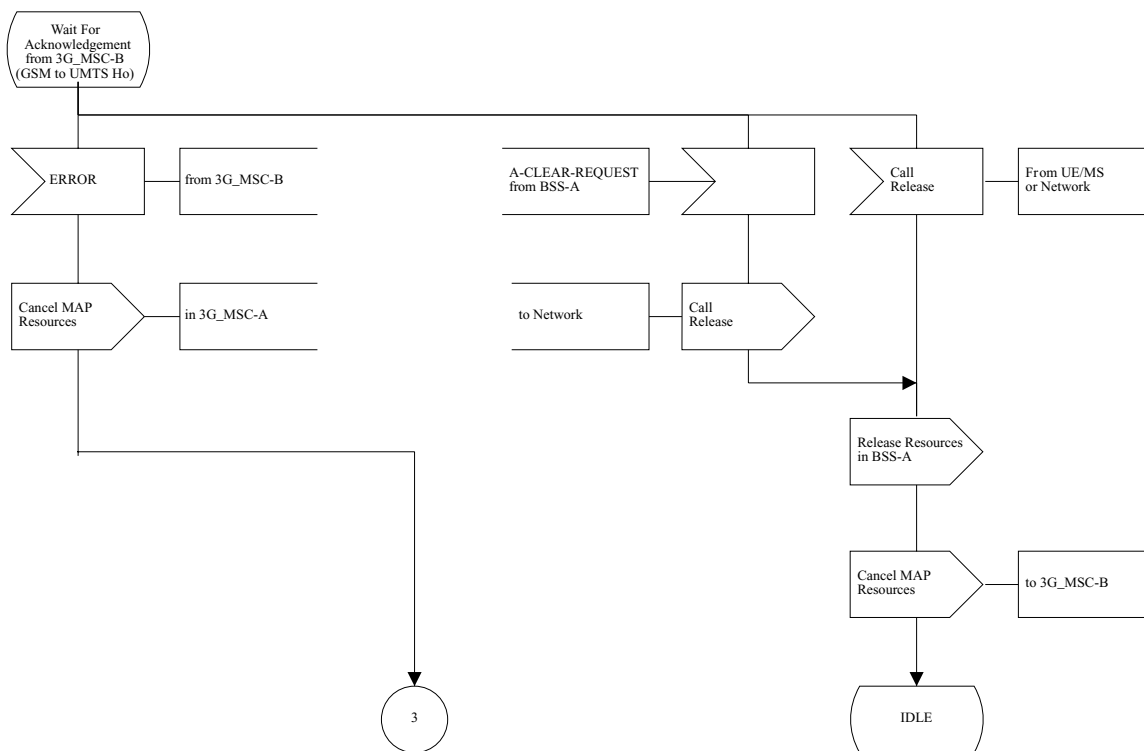 Wait For
Acknowledgement
from 3G_MSC-B
(GSM to UMTS Ho)
ERROR
from 3G_MSC-B
A-CLEAR-REQUEST
from BSS-A
Call
Release
From UE/MS
or Network
Cancel MAP
Resources
in 3G_MSC-A
to Network
Call
Release
Release Resources
in BSS-A
Cancel MAP
Resources
to 3G_MSC-B
3
IDLE